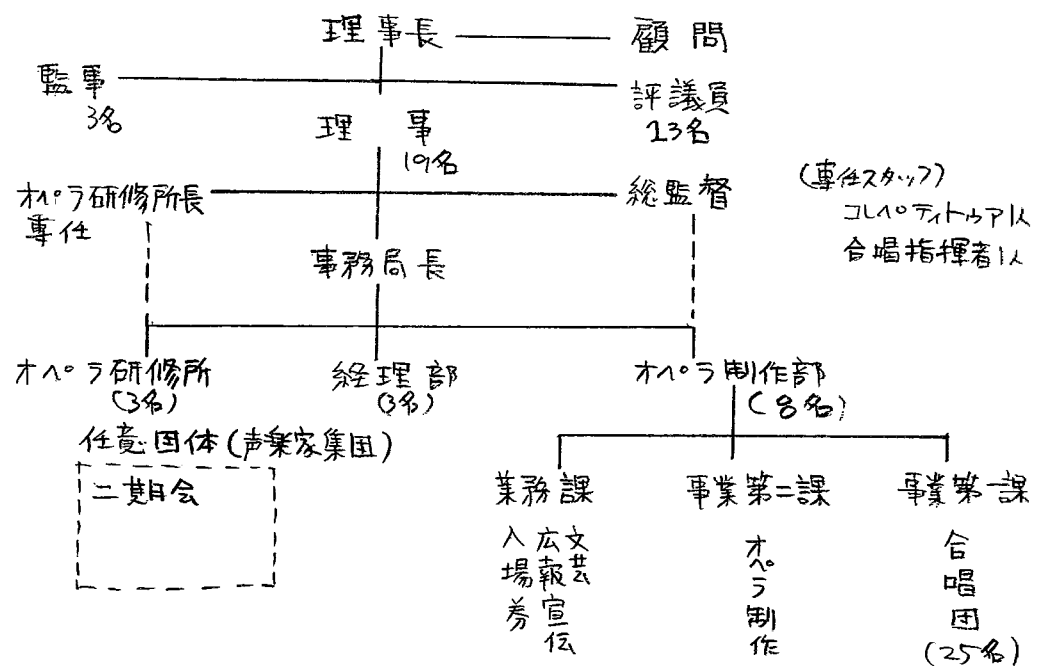 理事長 顧問
監事
3名
評議員
23名
理事
19名
オペラ研修所長
専任
総監督
(専任スタッフ)
コレペティトゥア1人
合唱指揮者1人
事務局長
オペラ研修所
(3名)
経理部
(3名)
オペラ制作部
(8名)
任意団体(声楽家集団)
二期会
業務課
文芸
広報宣伝
入場券
事業第二課
オペラ制作
事業第一課
合唱団
(25名)